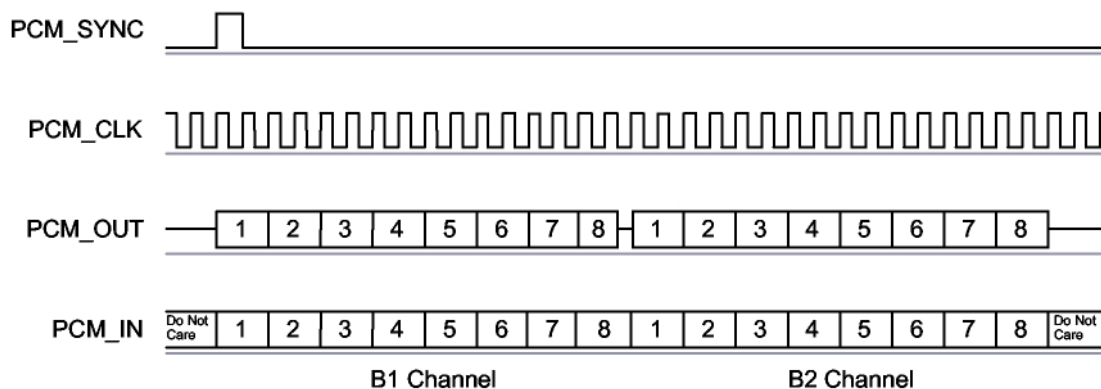 PCM_SYNC
PCM_CLK
PCM_OUT 1 2 3 4 5 6 7 8 1 2 3 4 5 6 7 8
PCM_IN Do Not Care 1 2 3 4 5 6 7 8 1 2 3 4 5 6 7 8 Do Not Care
B1 Channel B2 Channel